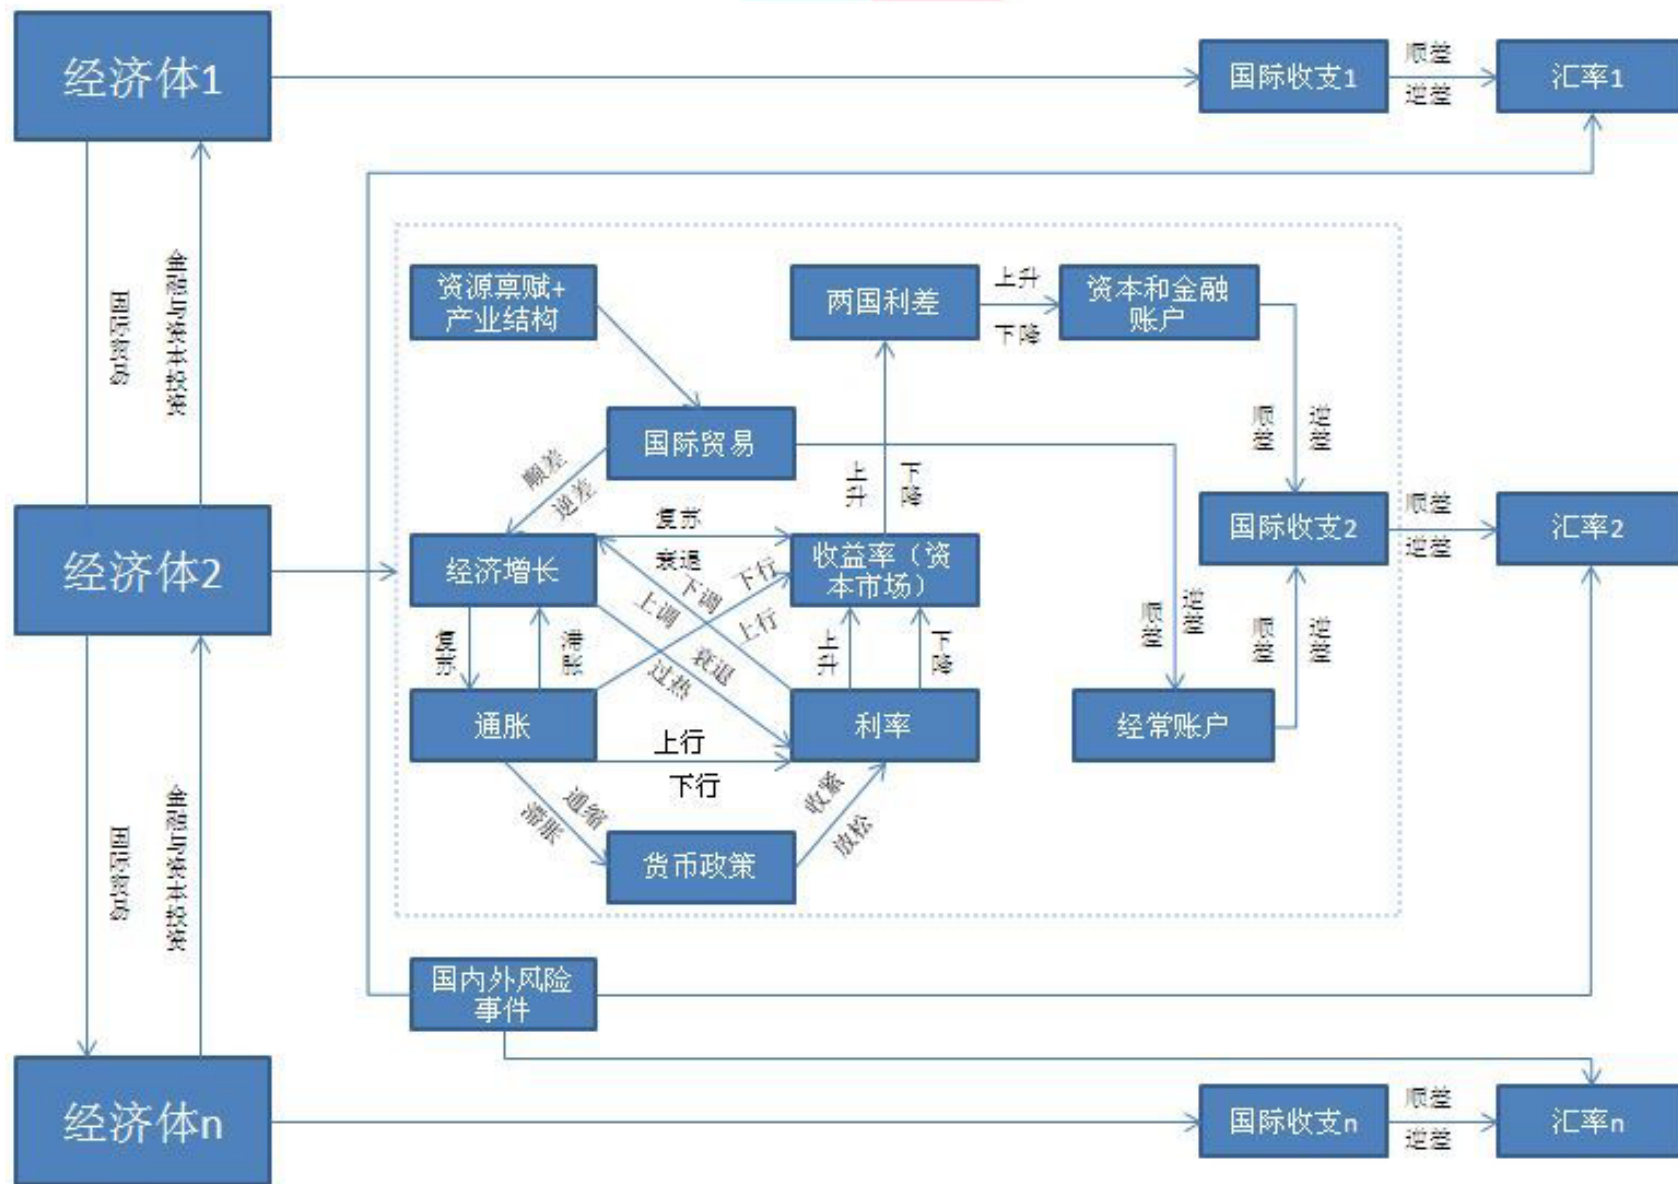 经济体1
国际收支1
顺差
逆差
汇率1
国际贸易
金融与资本投资
资源禀赋+
产业结构
两国利差
上升
下降
资本和金融
账户
国际贸易
顺差
逆差
上升
下降
顺差
逆差
经济体2
经济增长
复苏
衰退
收益率（资
本市场）
国际收支2
顺差
逆差
汇率2
下调
上调
下行
上行
复苏
滞胀
衰退
过热
上升
下降
顺差
逆差
顺差
逆差
通胀
上行
下行
利率
经常账户
通缩
滞胀
货币政策
收紧
放松
国际贸易
金融与资本投资
国内外风险
事件
经济体n
国际收支n
顺差
逆差
汇率n